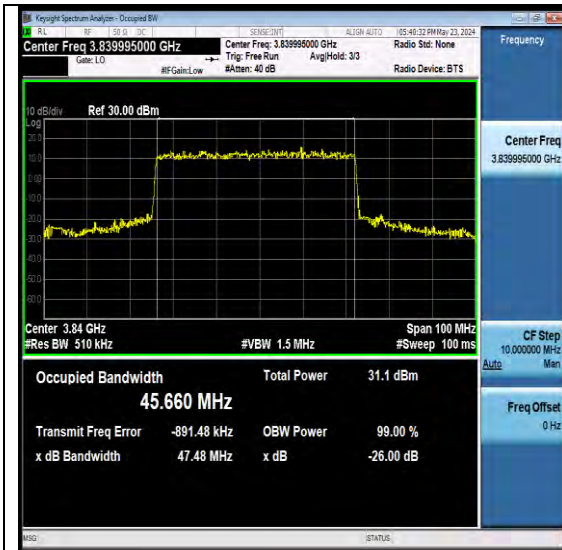 Keysight Spectrum Analyzer - Occupied BW
RL RF 50 Ω DC SENSE:INT ALIGN AUTO 05:40:32 PM May 23, 2024
Center Freq 3.839995000 GHz
Center Freq: 3.839995000 GHz
Radio Std: None
Frequency
Gate: LO
Trig: Free Run
Avg|Hold: 3/3
#IFGain:Low
#Atten: 40 dB
Radio Device: BTS
10 dB/div
Ref 30.00 dBm
Log
20.0
10.0
0.00
-10.0
-20.0
-30.0
-40.0
-50.0
-60.0
Center Freq
3.839995000 GHz
Center 3.84 GHz
Span 100 MHz
#Res BW 510 kHz
#VBW 1.5 MHz
#Sweep 100 ms
CF Step
10.000000 MHz
Auto Man
Occupied Bandwidth
Total Power
31.1 dBm
45.660 MHz
Freq Offset
0 Hz
Transmit Freq Error
-891.48 kHz
OBW Power
99.00 %
x dB Bandwidth
47.48 MHz
x dB
-26.00 dB
MSG
STATUS